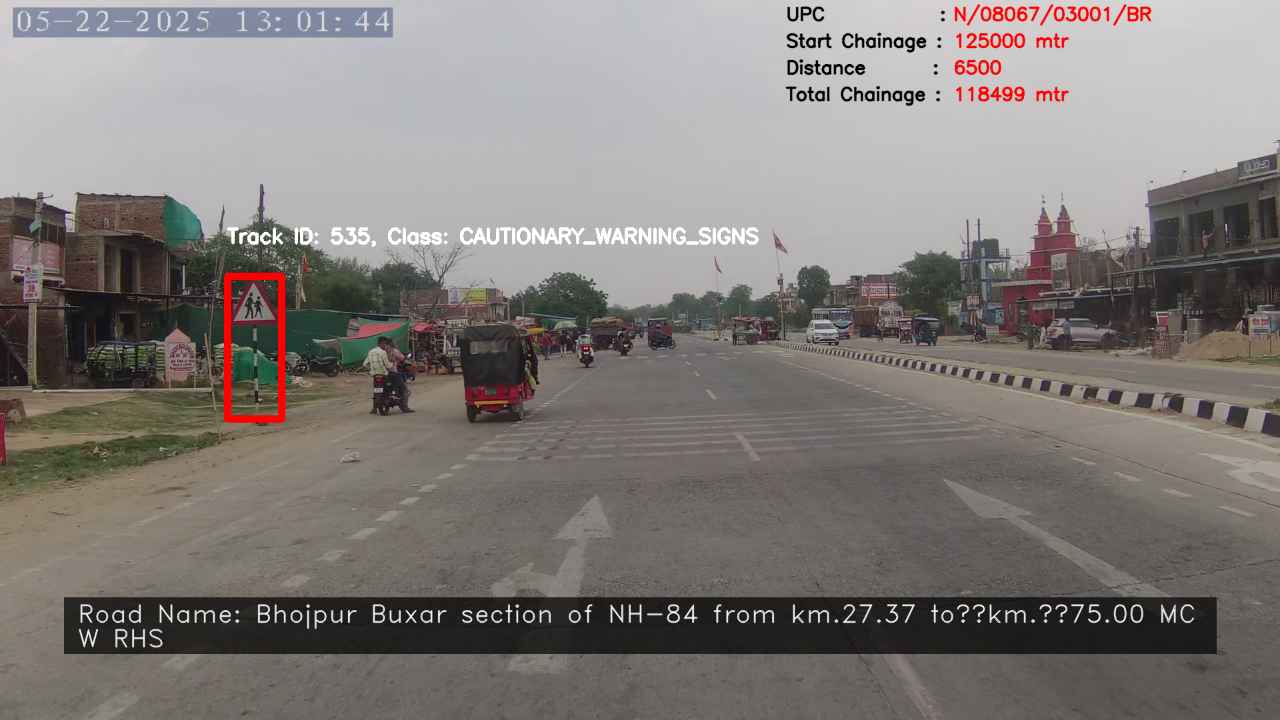 05-22-2025 13:01:44
UPC : N/08067/03001/BR
Start Chainage : 125000 mtr
Distance : 6500
Total Chainage : 118499 mtr
Track ID: 535, Class: CAUTIONARY_WARNING_SIGNS
Road Name: Bhojpur Buxar section of NH-84 from km.27.37 to??km.??75.00 MC
W RHS